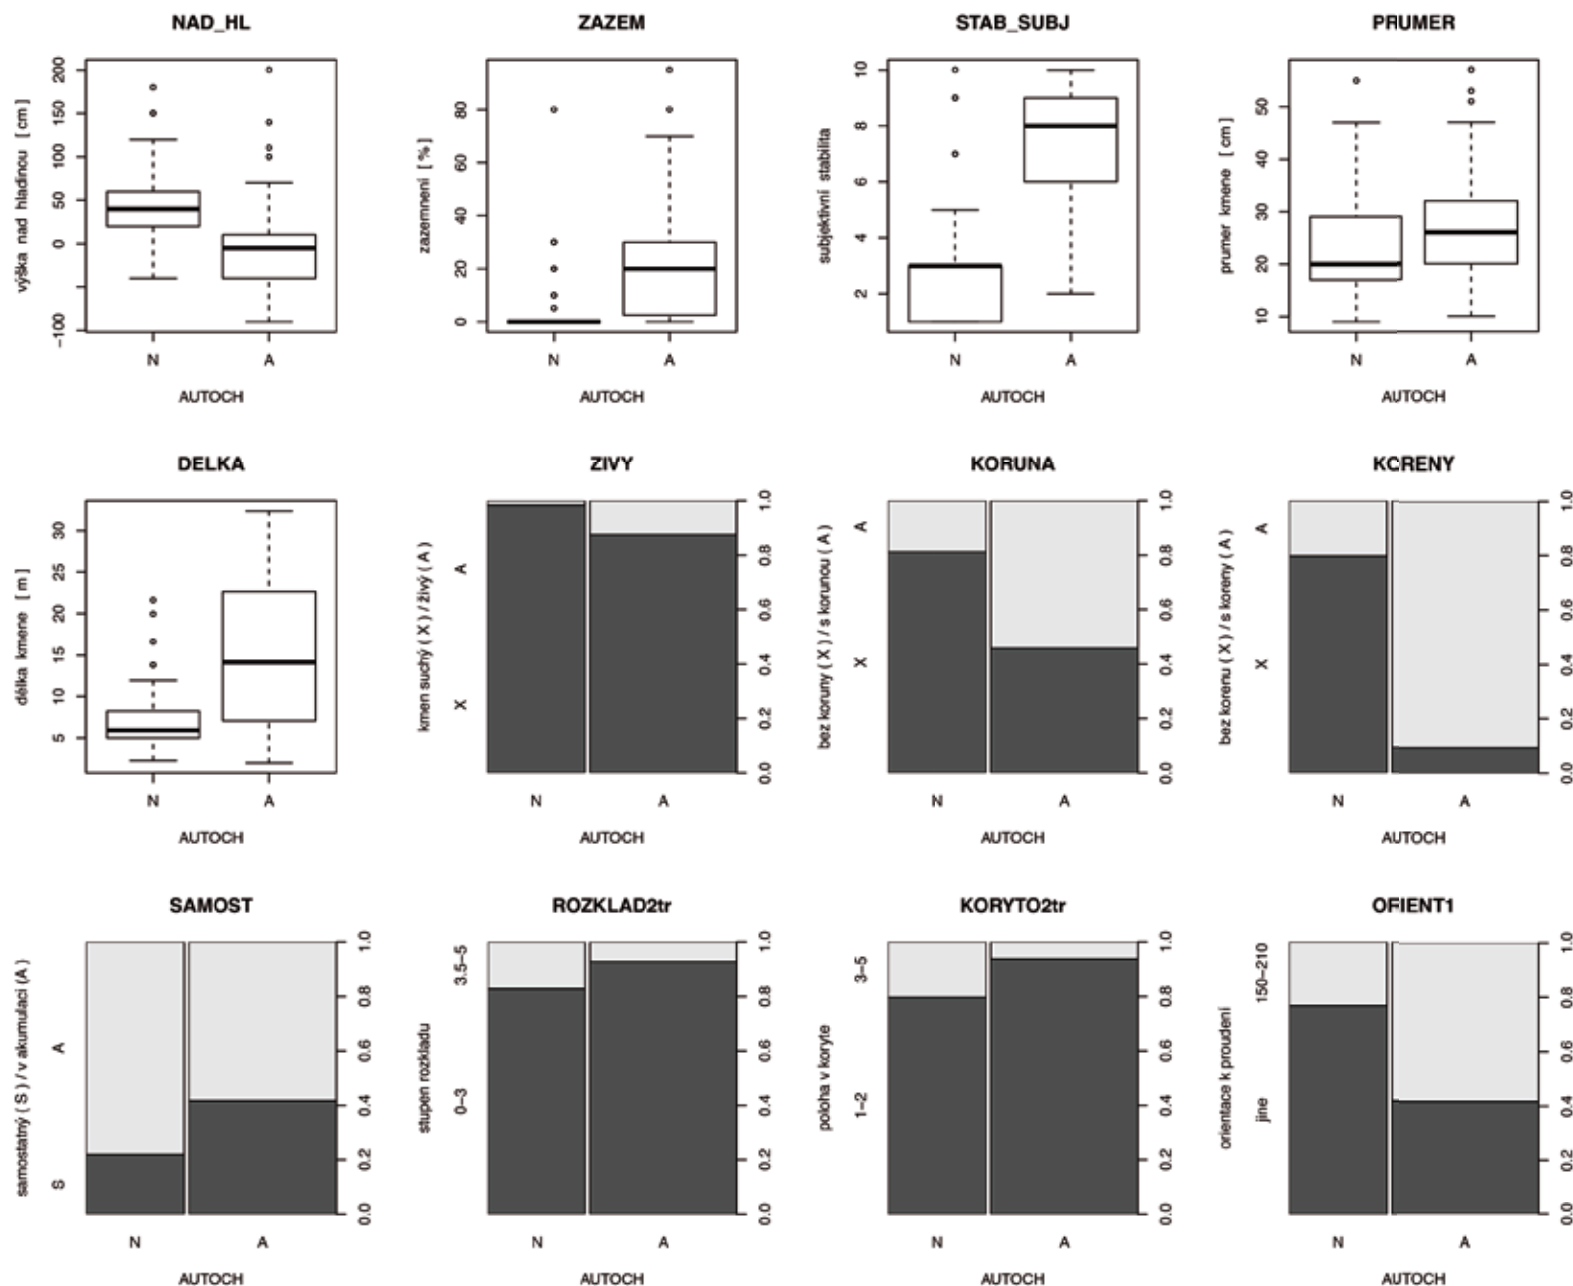 NAD_HL
výška nad hladinou [ cm ]
200
150
100
50
0
−100
N A
AUTOCH
ZAZEM
zazemnení [ % ]
80
60
40
20
0
N A
AUTOCH
STAB_SUBJ
subjektivní stabilita
10
8
6
4
2
N A
AUTOCH
PRUMER
prumer kmene [ cm ]
50
40
30
20
10
N A
AUTOCH
DELKA
délka kmene [ m ]
30
25
20
15
10
5
N A
AUTOCH
ZIVY
kmen suchý ( X ) / živý ( A )
A
X
1.0
0.8
0.6
0.4
0.2
0.0
N A
AUTOCH
KORUNA
bez koruny ( X ) / s korunou ( A )
A
X
1.0
0.8
0.6
0.4
0.2
0.0
N A
AUTOCH
KORENY
bez korenu ( X ) / s koreny ( A )
A
X
1.0
0.8
0.6
0.4
0.2
0.0
N A
AUTOCH
SAMOST
samostatný ( S ) / v akumulaci (A)
A
S
1.0
0.8
0.6
0.4
0.2
0.0
N A
AUTOCH
ROZKLAD2tr
stupen rozkladu
3.5−5
0−3
1.0
0.8
0.6
0.4
0.2
0.0
N A
AUTOCH
KORYTO2tr
poloha v koryte
3−5
1−2
1.0
0.8
0.6
0.4
0.2
0.0
N A
AUTOCH
ORIENT1
orientace k proudení
150−210
jine
1.0
0.8
0.6
0.4
0.2
0.0
N A
AUTOCH